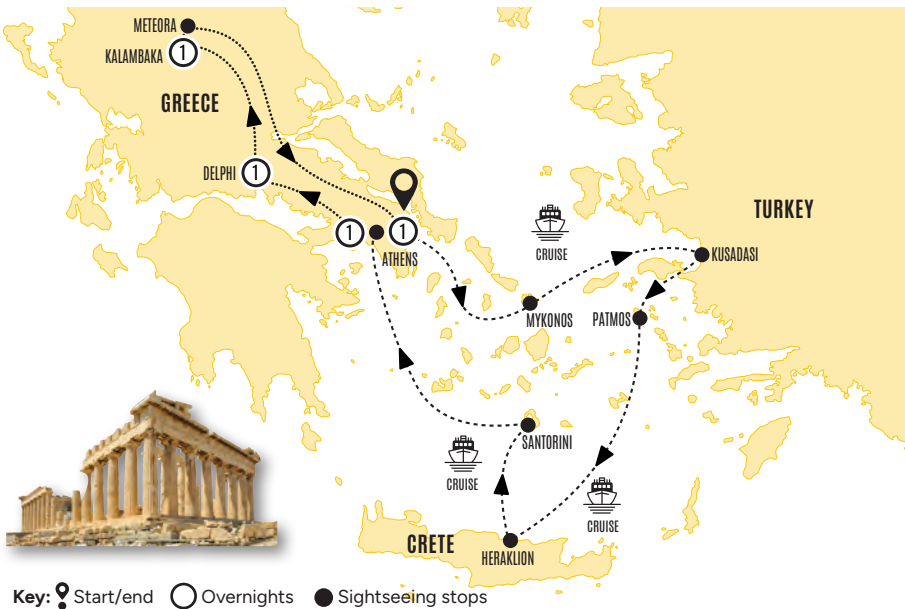 METEORA
KALAMBAKA
1
GREECE
DELPHI
1
1
1
ATHENS
TURKEY
CRUISE
KUSADASI
MYKONOS
PATMOS
SANTORINI
CRUISE
CRUISE
CRETE
HERAKLION
Key: Start/end Overnights Sightseeing stops